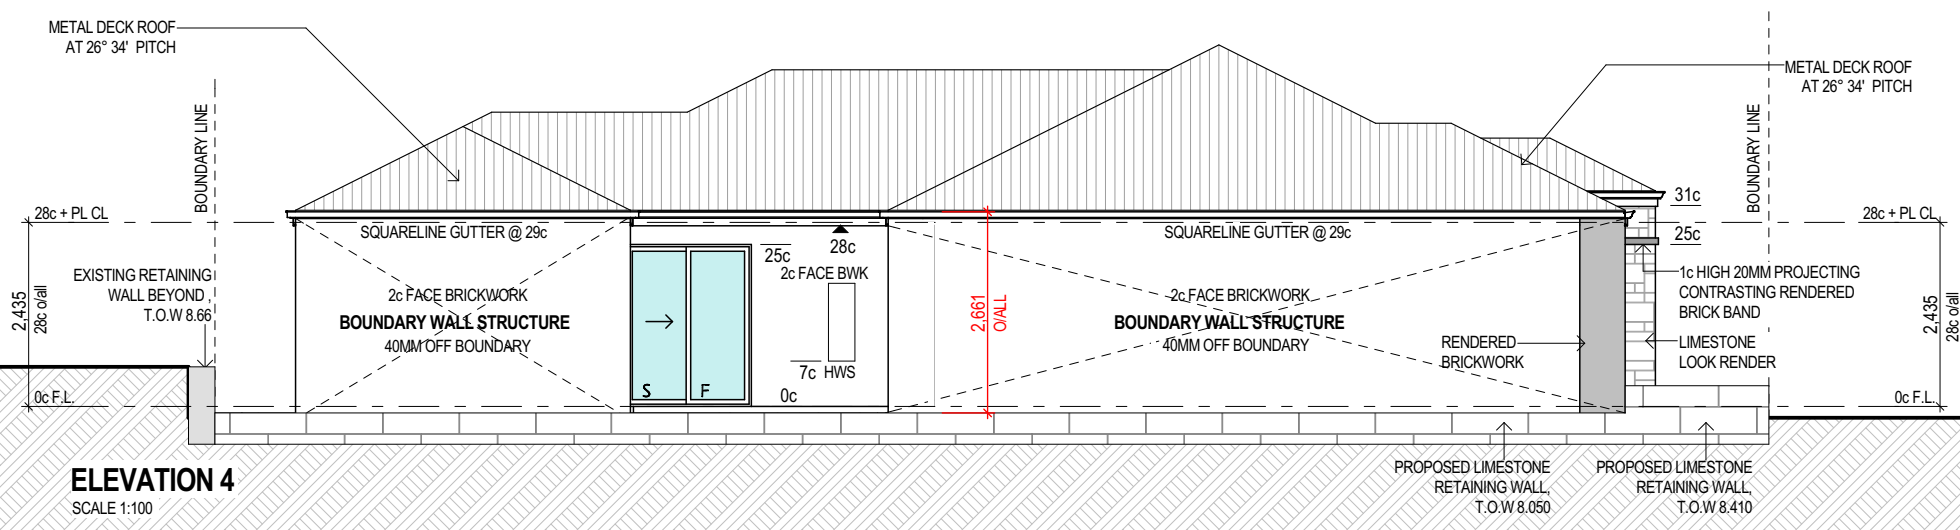 METAL DECK ROOF
AT 26° 34' PITCH
METAL DECK ROOF
AT 26° 34' PITCH
BOUNDARY LINE
BOUNDARY LINE
31c
28c + PL CL
28c + PL CL
SQUARELINE GUTTER @ 29c
SQUARELINE GUTTER @ 29c
25c
28c
25c
2c FACE BWK
EXISTING RETAINING
WALL BEYOND ,
T.O.W 8.66
1c HIGH 20MM PROJECTING
CONTRASTING RENDERED
BRICK BAND
2,435
28c o/all
2c FACE BRICKWORK
BOUNDARY WALL STRUCTURE
40MM OFF BOUNDARY
2,661
O/ALL
2c FACE BRICKWORK
BOUNDARY WALL STRUCTURE
40MM OFF BOUNDARY
2,435
28c o/all
RENDERED
BRICKWORK
LIMESTONE
LOOK RENDER
7c
HWS
S
F
0c
0c F.L.
0c F.L.
ELEVATION 4
SCALE 1:100
PROPOSED LIMESTONE
RETAINING WALL,
T.O.W 8.050
PROPOSED LIMESTONE
RETAINING WALL,
T.O.W 8.410